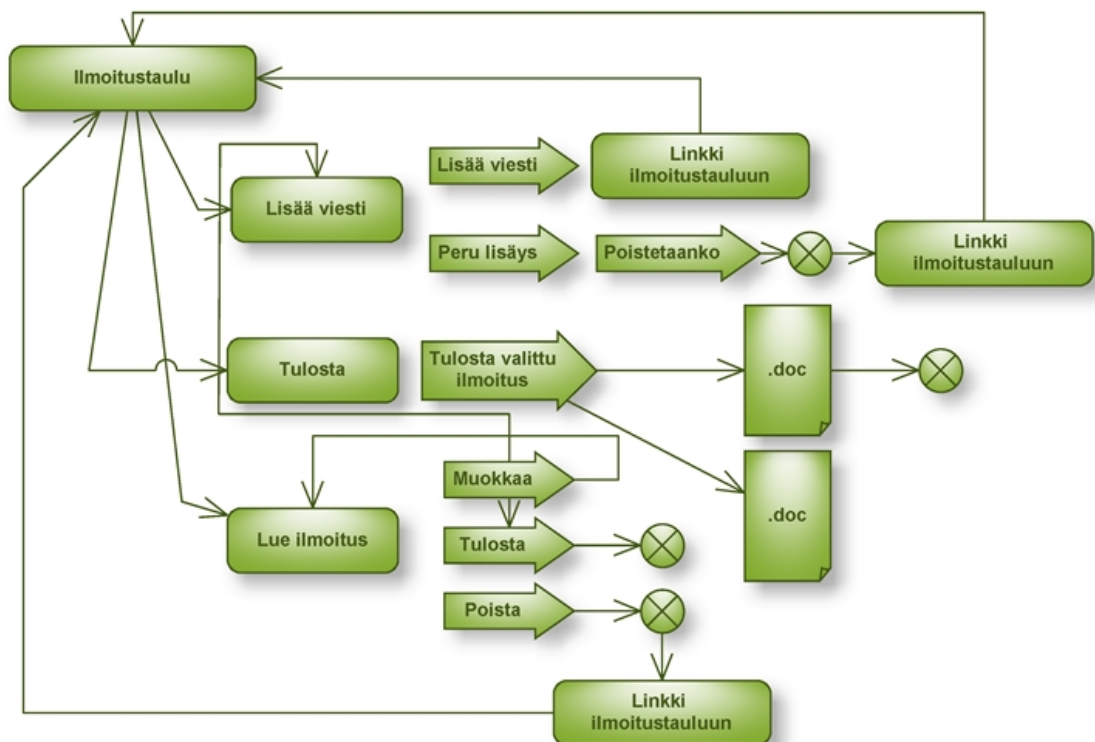 Ilmoitustaulu
Lisää viesti
Lisää viesti
Linkki
ilmoitustauluun
Peru lisäys
Poistetaanko
Linkki
ilmoitustauluun
Tulosta
Tulosta valittu
ilmoitus
.doc
Muokkaa
.doc
Lue ilmoitus
Tulosta
Poista
Linkki
ilmoitustauluun